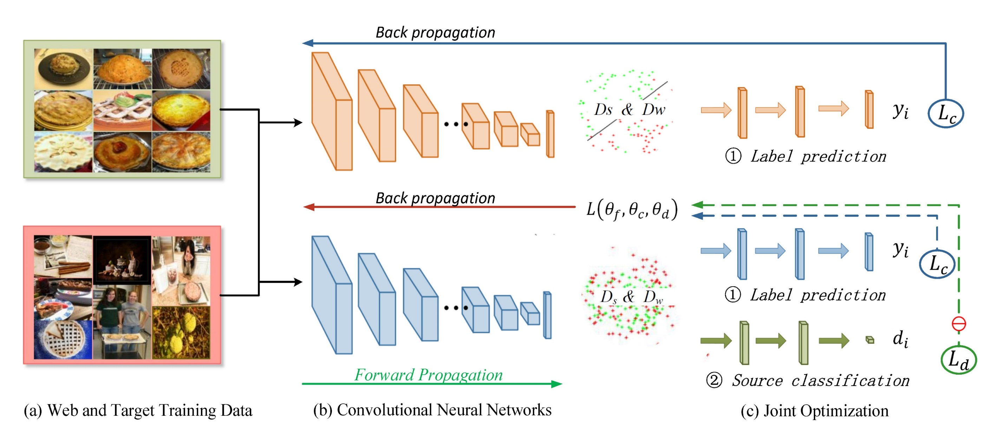 Back propagation
Ds & Dw
yi
Lc
① Label prediction
Back propagation
L(θf, θc, θd)
Ds & Dw
yi
Lc
① Label prediction
di
Ld
② Source classification
Forward Propagation
(a) Web and Target Training Data
(b) Convolutional Neural Networks
(c) Joint Optimization